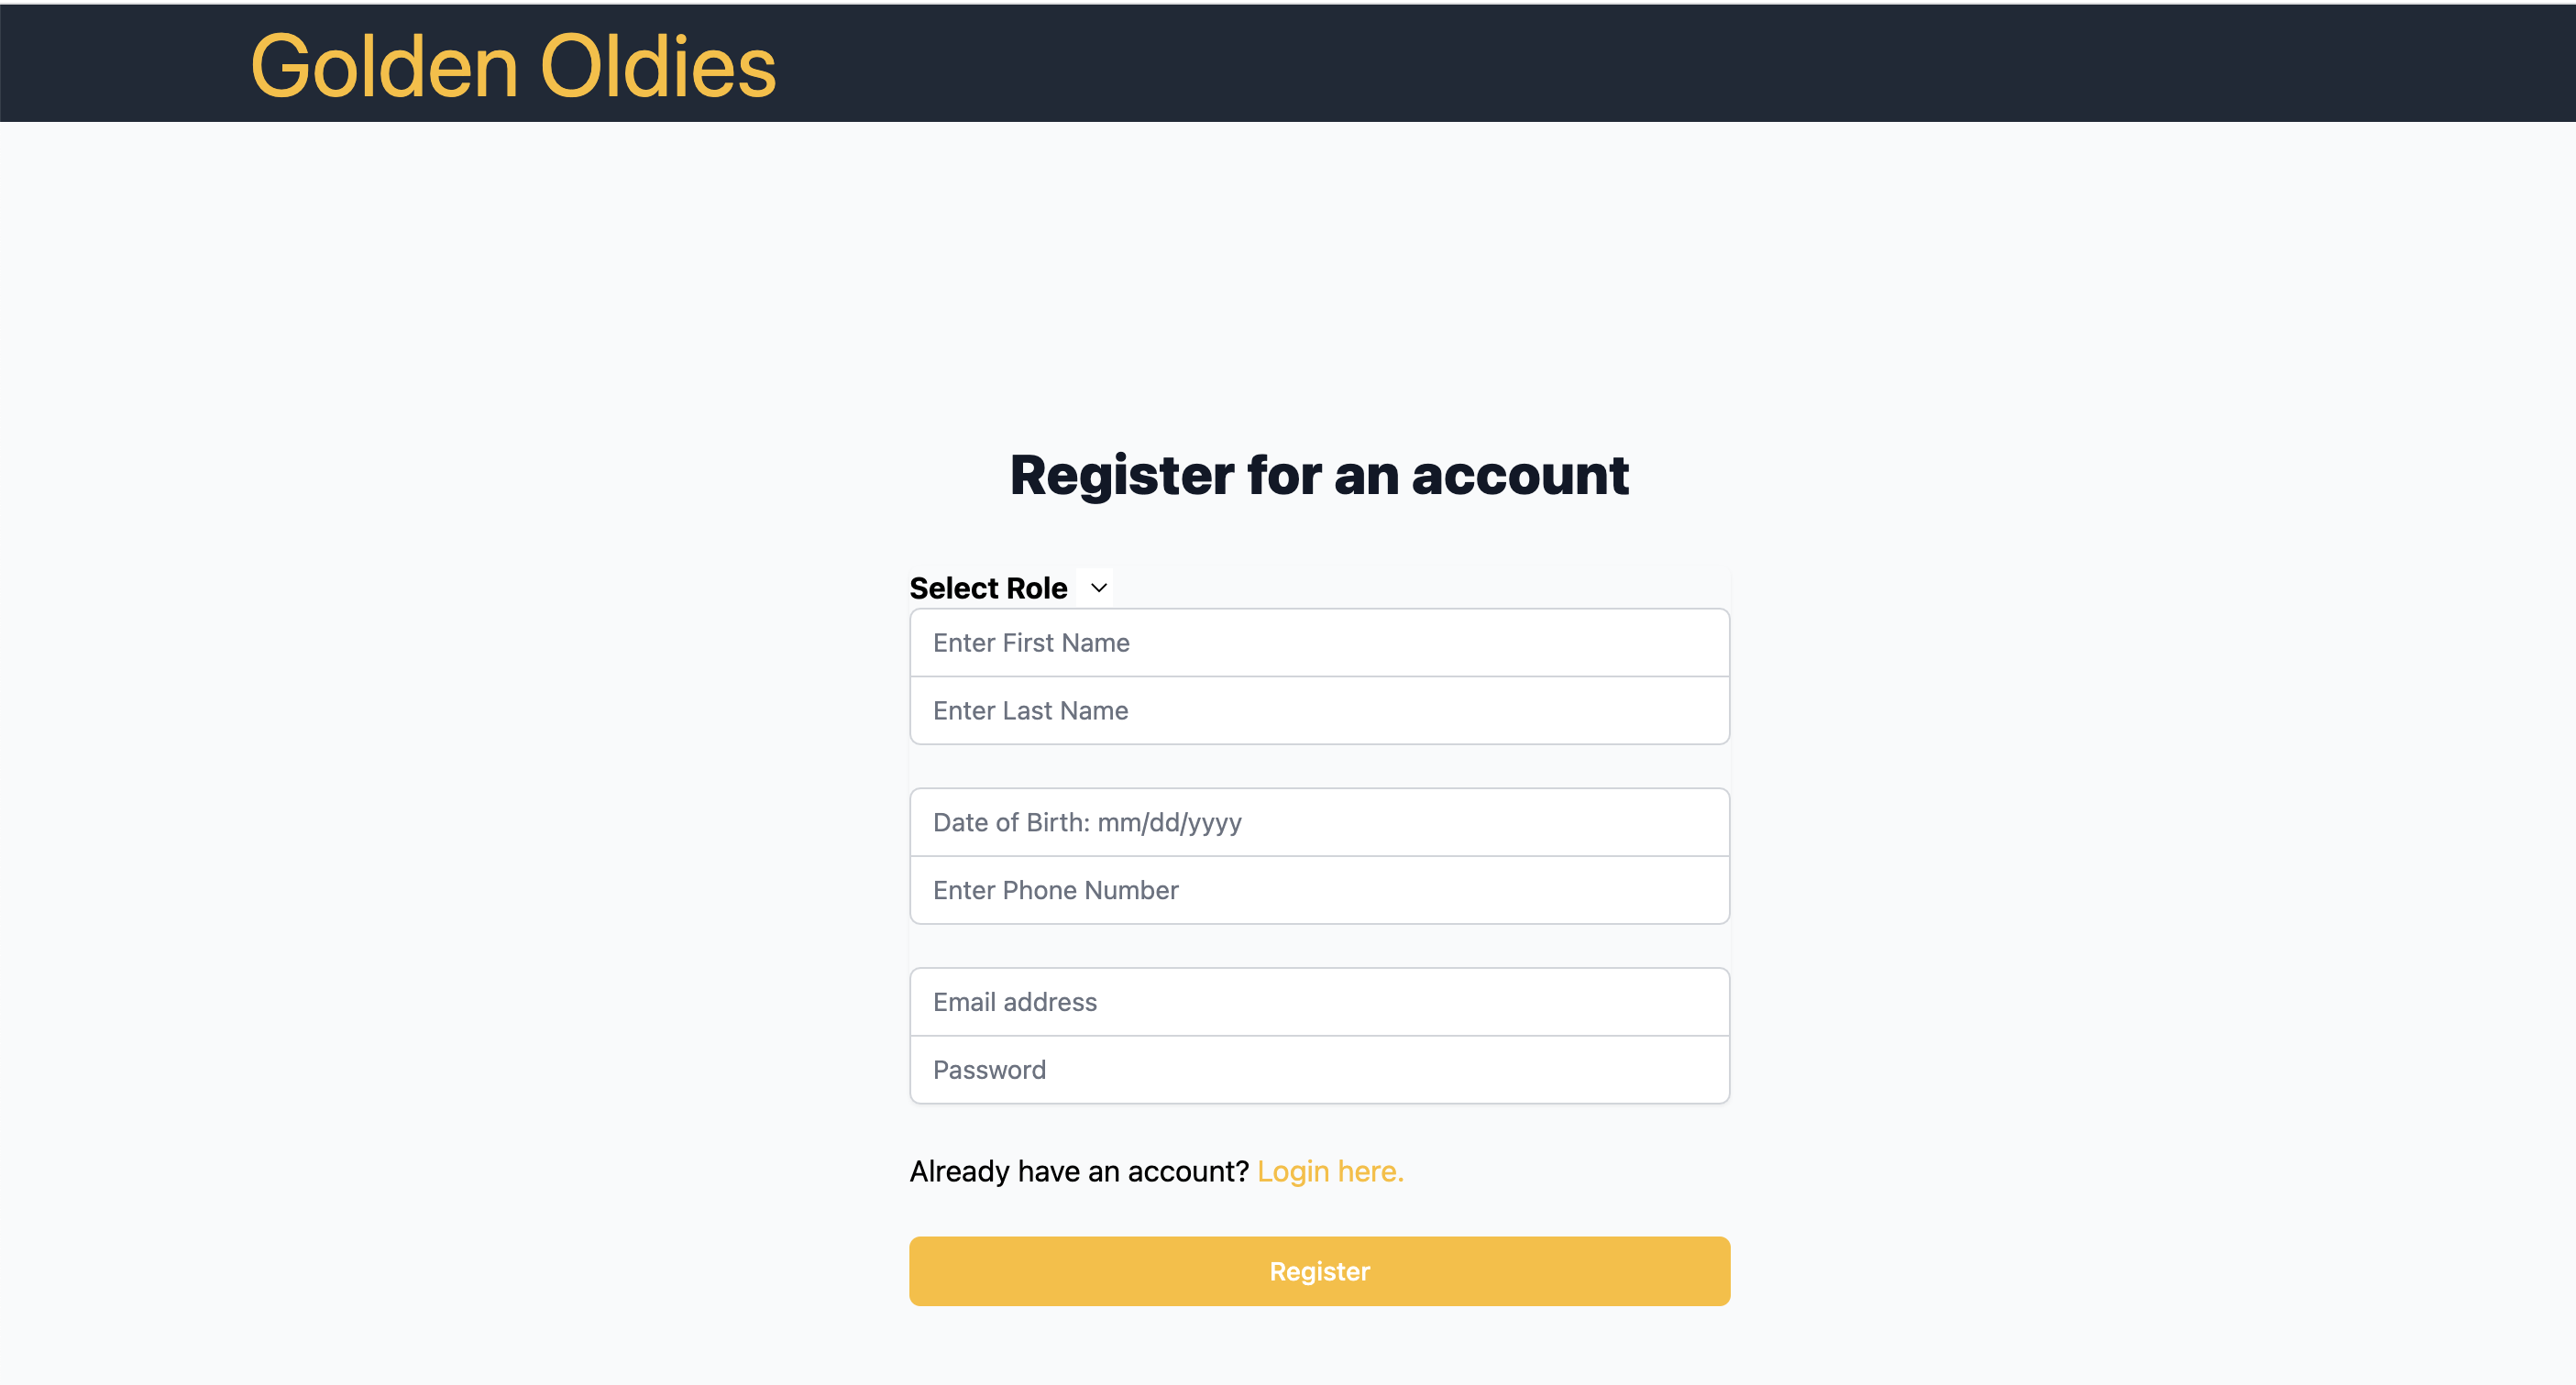 Golden Oldies
Register for an account
Select Role
Enter First Name
Enter Last Name
Date of Birth: mm/dd/yyyy
Enter Phone Number
Email address
Password
Already have an account? Login here.
Register